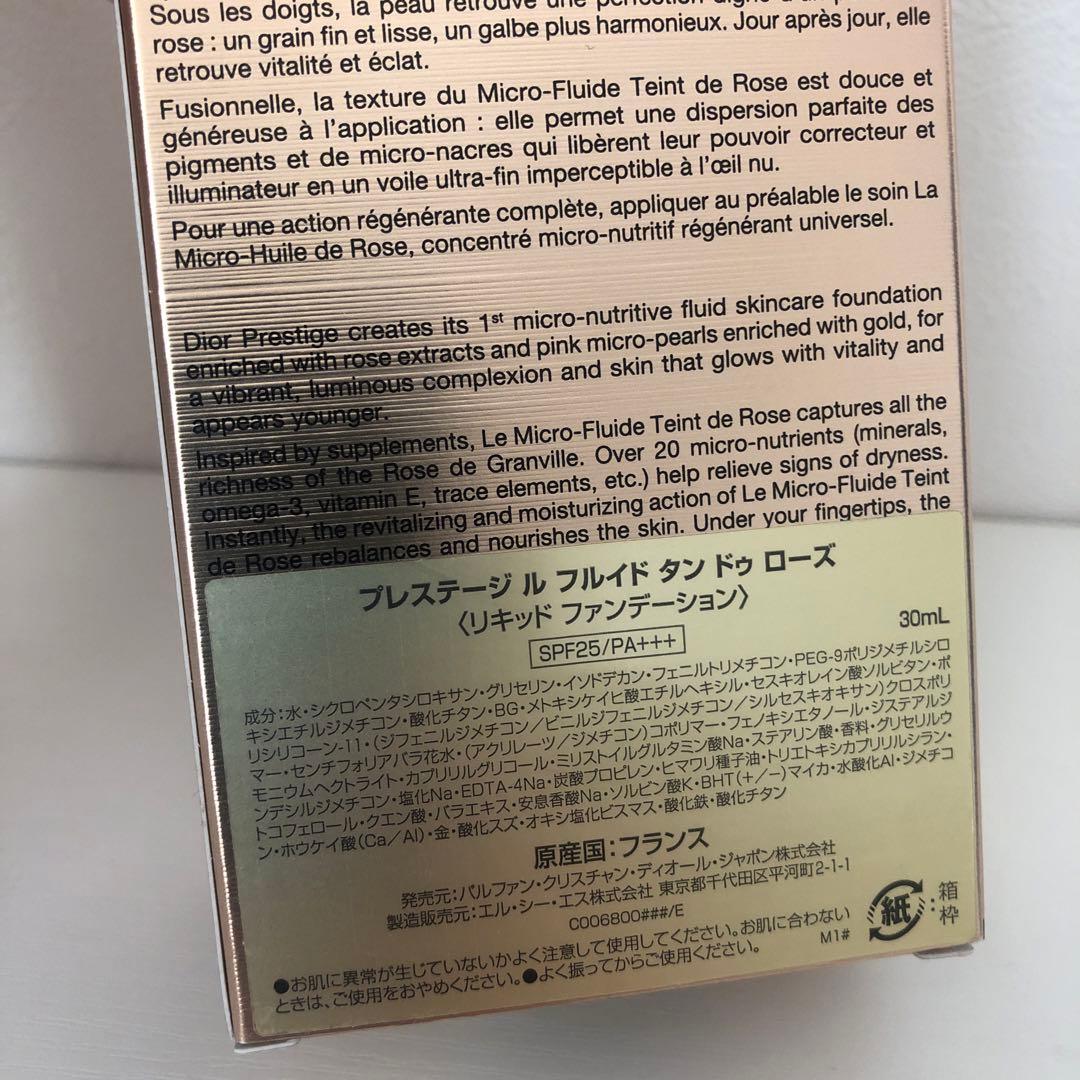 Sous les doigts, la peau retrouve une perfection digne d'un
rose : un grain fin et lisse, un galbe plus harmonieux. Jour après jour, elle
retrouve vitalité et éclat.
Fusionnelle, la texture du Micro-Fluide Teint de Rose est douce et
généreuse à l'application : elle permet une dispersion parfaite des
pigments et de micro-nacres qui libèrent leur pouvoir correcteur et
illuminateur en un voile ultra-fin imperceptible à l'œil nu.
Pour une action régénérante complète, appliquer au préalable le soin La
Micro-Huile de Rose, concentré micro-nutritif régénérant universel.
Dior Prestige creates its 1st micro-nutritive fluid skincare foundation
enriched with rose extracts and pink micro-pearls enriched with gold, for
a vibrant, luminous complexion and skin that glows with vitality and
appears younger.
Inspired by supplements, Le Micro-Fluide Teint de Rose captures all the
richness of the Rose de Granville. Over 20 micro-nutrients (minerals,
omega-3, vitamin E, trace elements, etc.) help relieve signs of dryness.
Instantly, the revitalizing and moisturizing action of Le Micro-Fluide Teint
de Rose rebalances and nourishes the skin. Under your fingertips, the
プレステージ ル フルイド タン ドゥ ローズ
〈リキッド ファンデーション〉
SPF25/PA+++
30mL
成分：水・シクロペンタシロキサン・グリセリン・イソドデカン・フェニルトリメチコン・PEG-9ポリジメチルシロ
キシエチルジメチコン・酸化チタン・BG・メトキシケイヒ酸エチルヘキシル・セスキオレイン酸ソルビタン・ポ
リシリコーン-11・(ジフェニルジメチコン/ビニルジフェニルジメチコン/シルセスキオキサン)クロスポリ
マー・センチフォリアバラ花水・(アクリレーツ/ジメチコン)コポリマー・フェノキシエタノール・ジステアルジ
モニウムヘクトライト・カプリリルグリコール・ミリストイルグルタミン酸Na・ステアリン酸・香料・グリセリルウ
ンデシルジメチコン・塩化Na・EDTA-4Na・炭酸プロピレン・ヒマワリ種子油・トリエトキシカプリリルシラン・
トコフェロール・クエン酸・バラエキス・安息香酸Na・ソルビン酸K・BHT(+/−)マイカ・水酸化Al・ジメチコ
ン・ホウケイ酸(Ca/Al)・金・酸化スズ・オキシ塩化ビスマス・酸化鉄・酸化チタン
原産国：フランス
発売元：パルファン・クリスチャン・ディオール・ジャポン株式会社
製造販売元：エル・シー・エス株式会社 東京都千代田区平河町2-1-1
C006800###/E
紙：箱 枠
M1#
●お肌に異常が生じていないかよく注意して使用してください。お肌に合わない
ときは、ご使用をおやめください。●よく振ってからご使用ください。